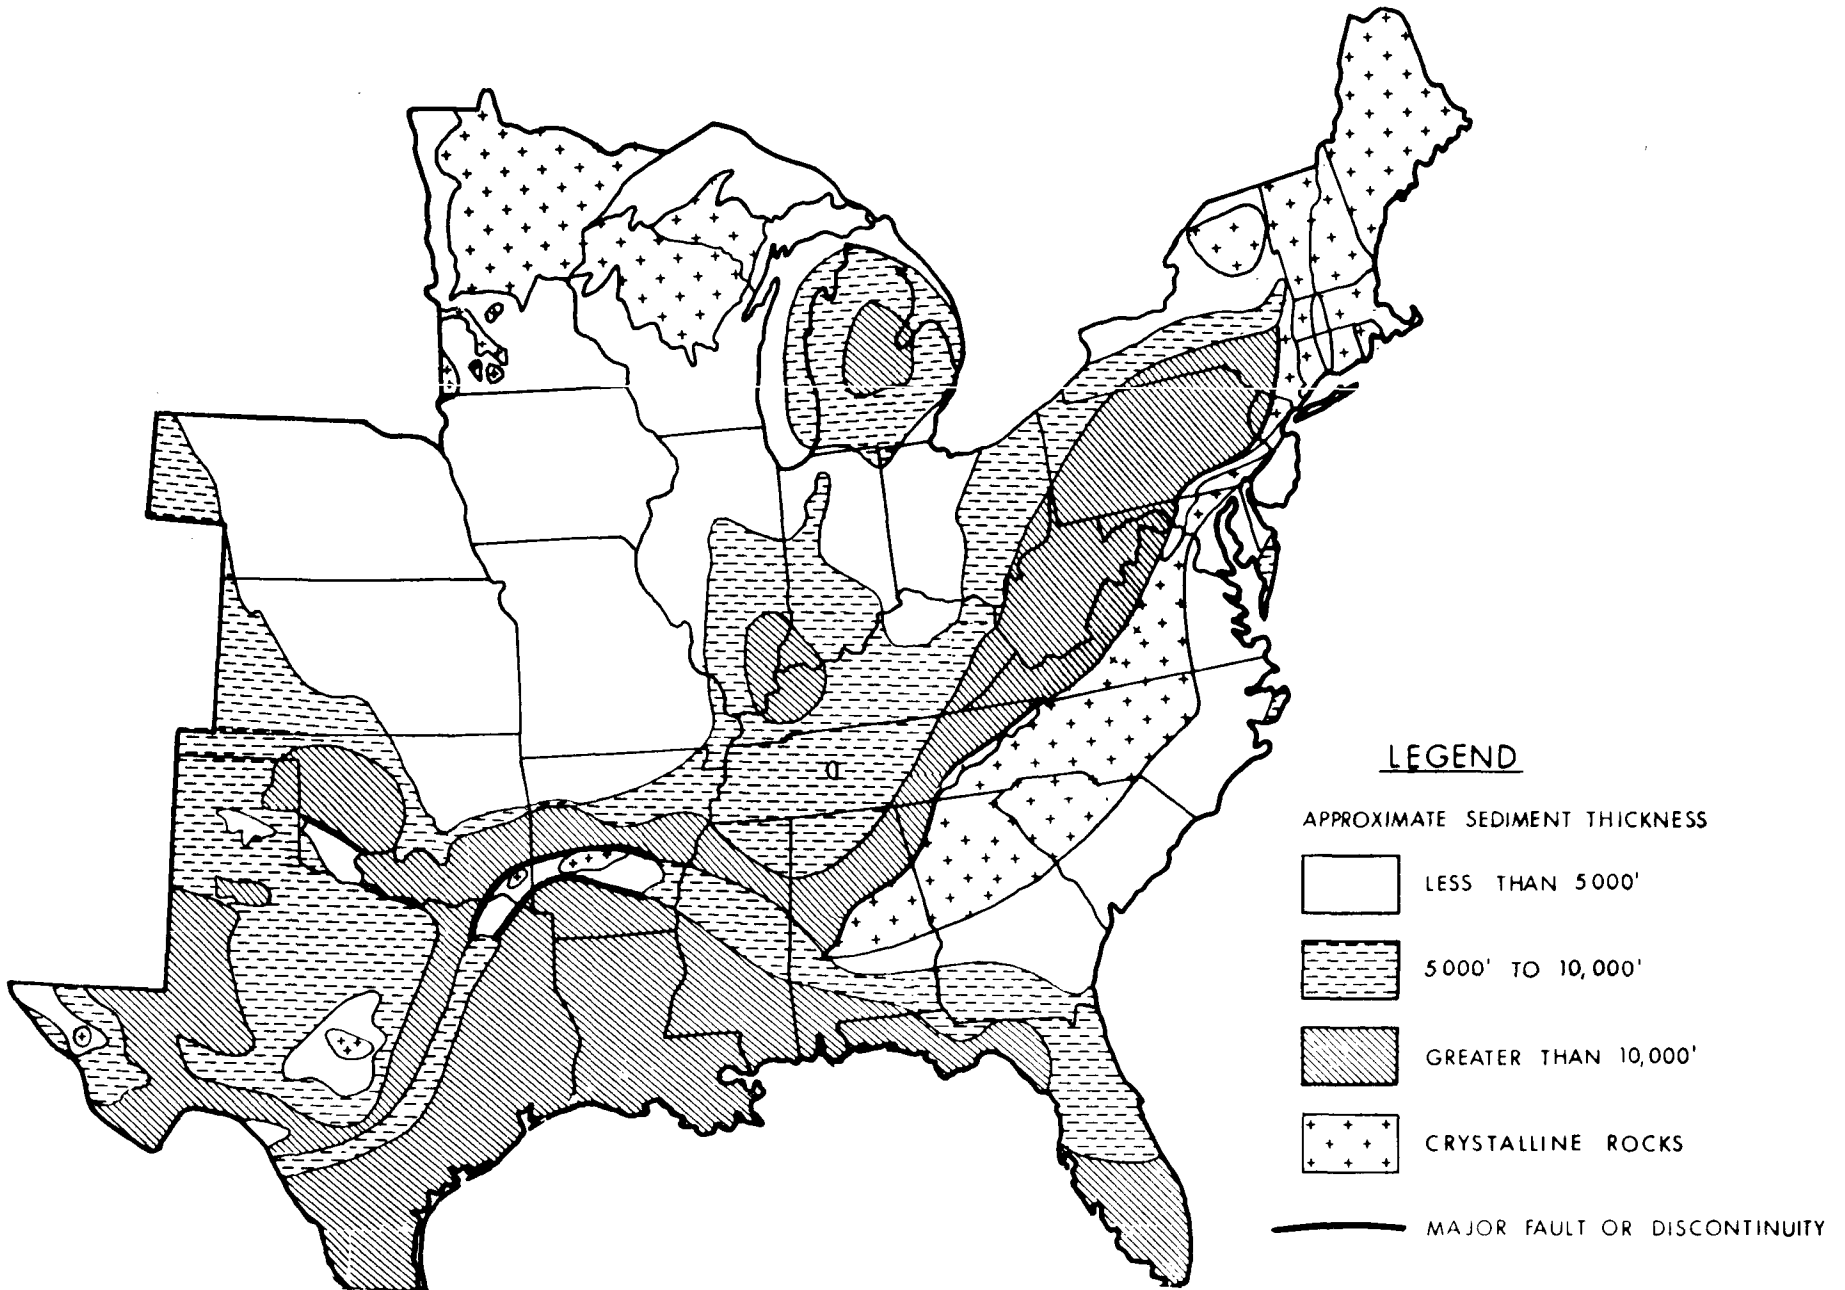 LEGEND
APPROXIMATE SEDIMENT THICKNESS
LESS THAN 5000'
5000' TO 10,000'
GREATER THAN 10,000'
CRYSTALLINE ROCKS
MAJOR FAULT OR DISCONTINUITY